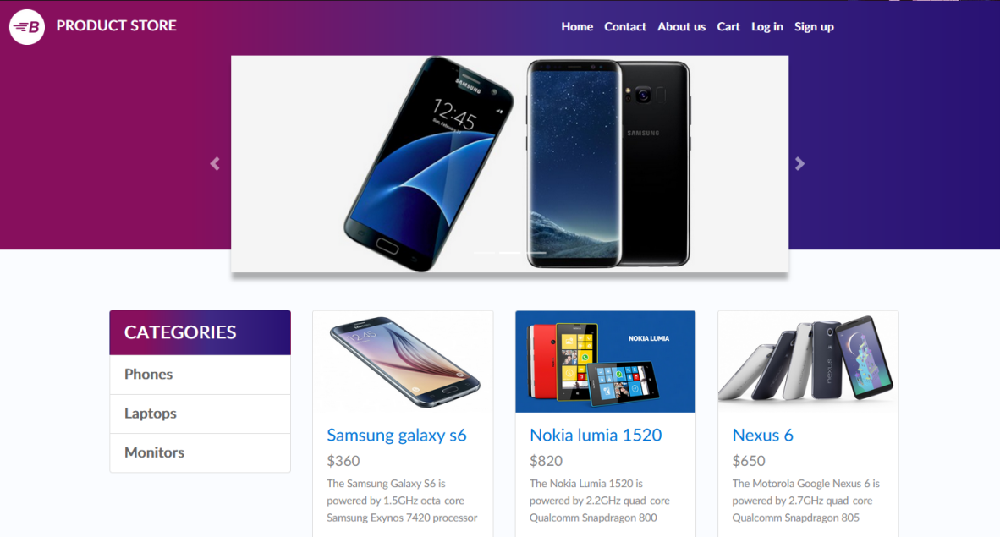 B PRODUCT STORE
Home Contact About us Cart Log in Sign up
SAMSUNG
12:45
SAMSUNG
CATEGORIES
Phones
Laptops
Monitors
12:45
NOKIA LUMIA
nexus
Samsung galaxy s6
$360
The Samsung Galaxy S6 is
powered by 1.5GHz octa-core
Samsung Exynos 7420 processor
Nokia lumia 1520
$820
The Nokia Lumia 1520 is
powered by 2.2GHz quad-core
Qualcomm Snapdragon 800
Nexus 6
$650
The Motorola Google Nexus 6 is
powered by 2.7GHz quad-core
Qualcomm Snapdragon 805